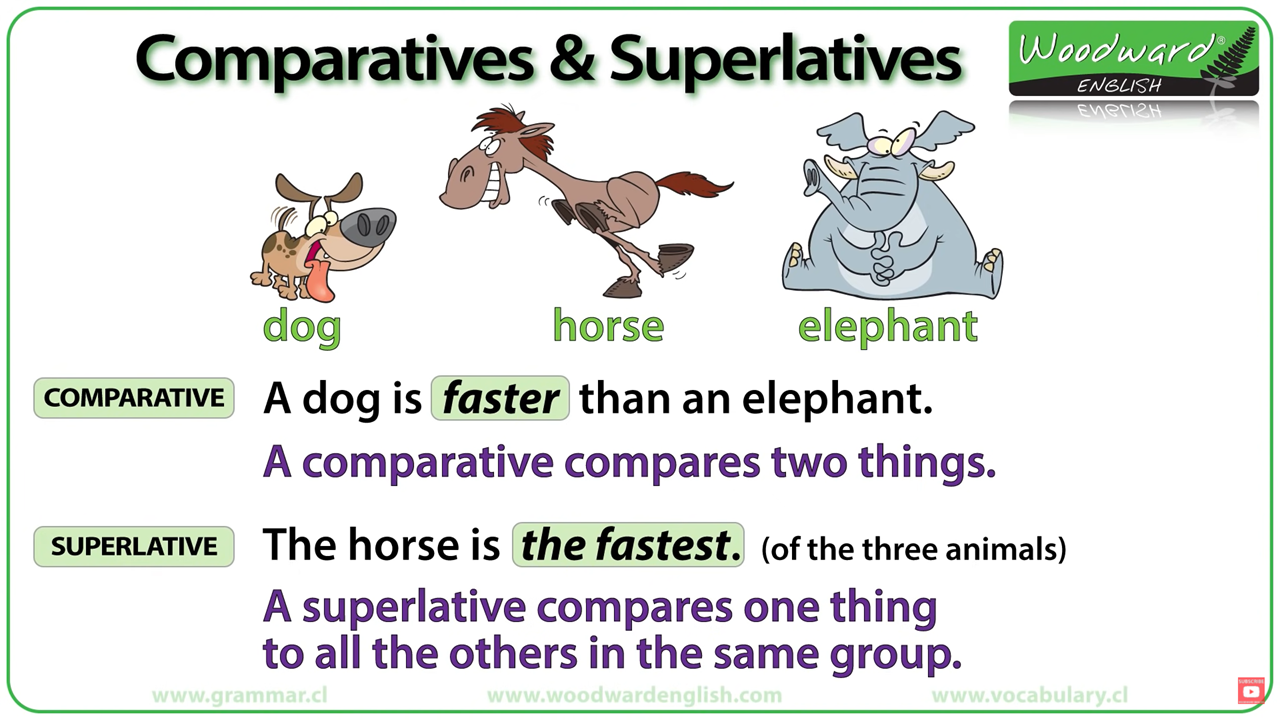 Comparatives & Superlatives
Woodward®
ENGLISH
dog
horse
elephant
COMPARATIVE
A dog is faster than an elephant.
A comparative compares two things.
SUPERLATIVE
The horse is the fastest. (of the three animals)
A superlative compares one thing
to all the others in the same group.
www.grammar.cl
www.woodwardenglish.com
www.vocabulary.cl
SUBSCRIBE